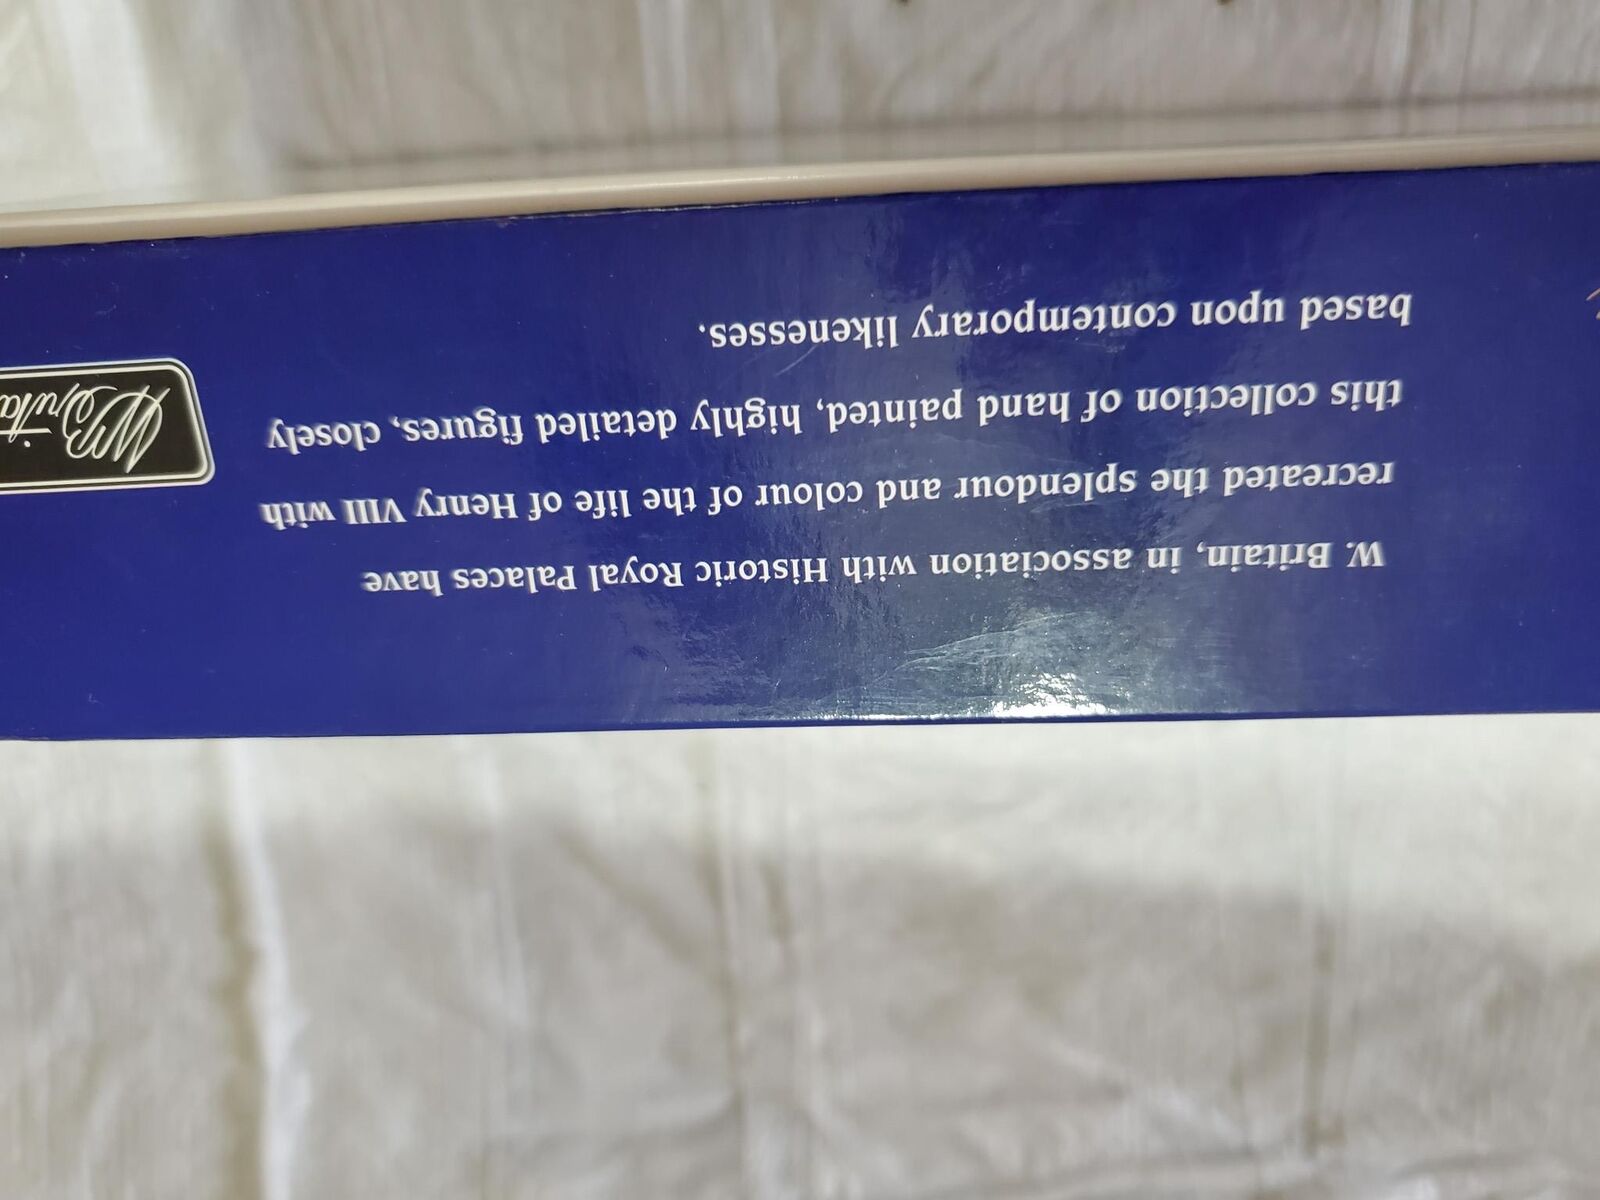 W. Britain, in, association with Historic Royal Palaces have
recreated the splendour and colour of the life of Henry VIII with
this collection of hand painted, highly detailed figures, closely
based upon contemporary likenesses.